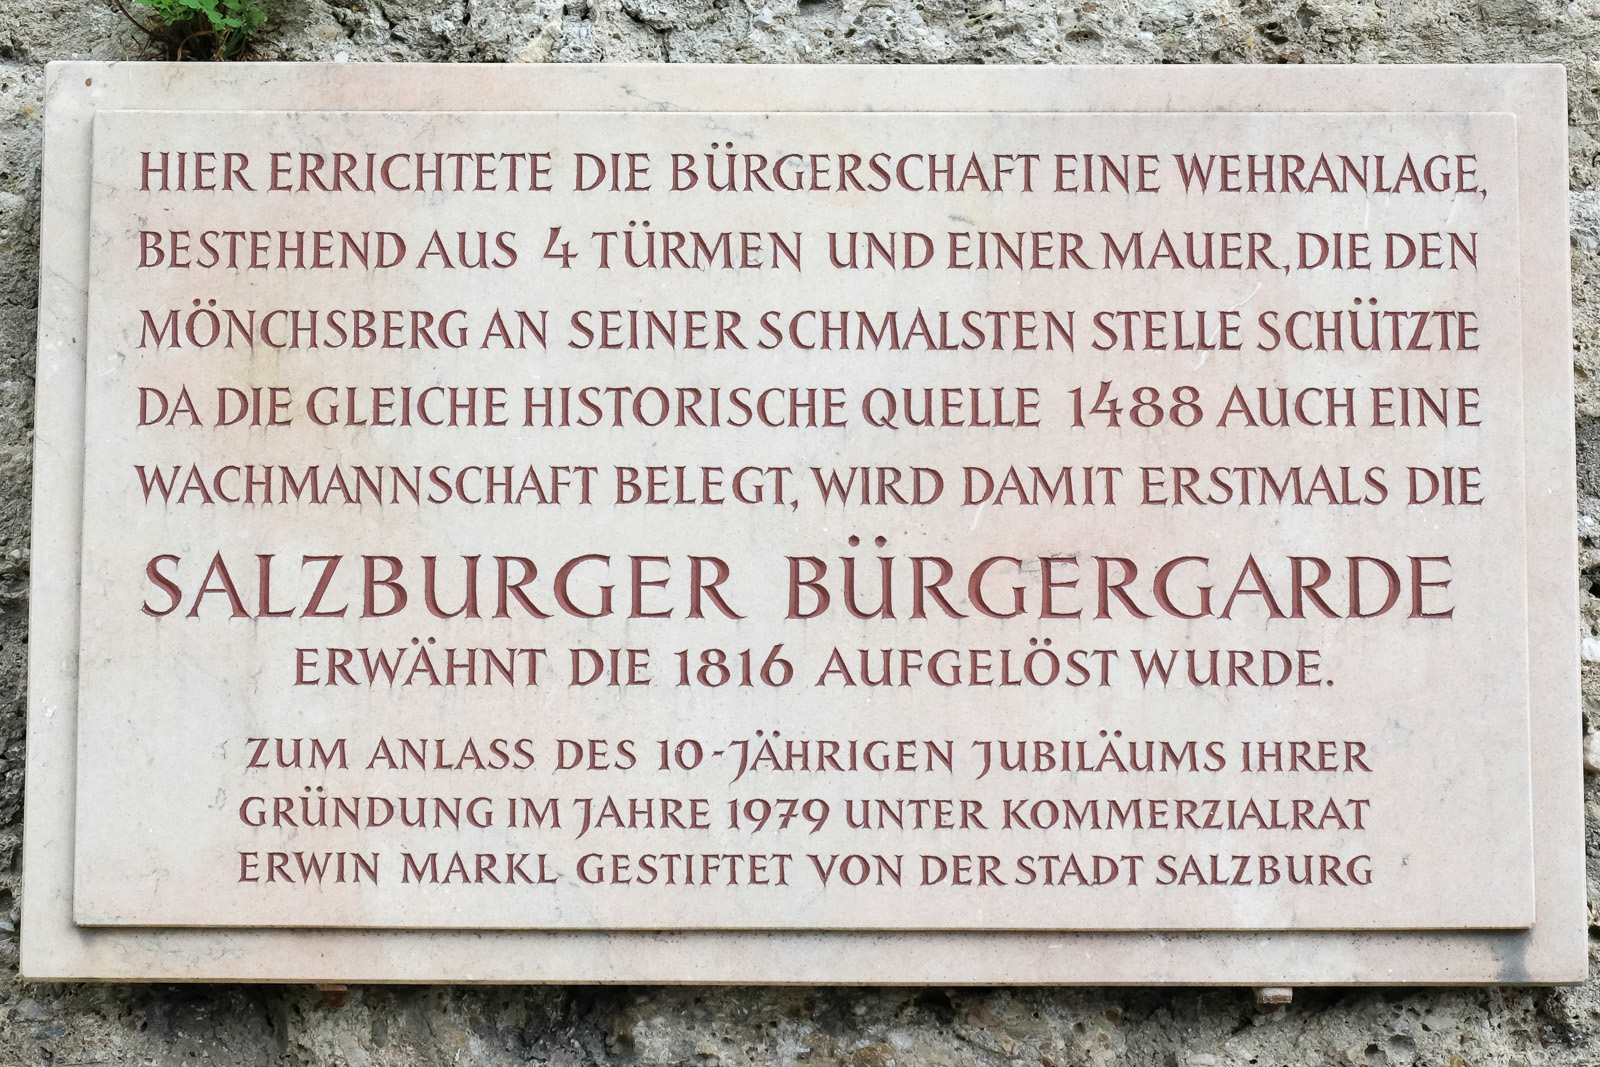 HIER ERRICHTETE DIE BÜRGERSCHAFT EINE WEHRANLAGE,
BESTEHEND AUS 4 TÜRMEN UND EINER MAUER, DIE DEN
MÖNCHSBERG AN SEINER SCHMALSTEN STELLE SCHÜTZTE
DA DIE GLEICHE HISTORISCHE QUELLE 1488 AUCH EINE
WACHMANNSCHAFT BELEGT, WIRD DAMIT ERSTMALS DIE
SALZBURGER BÜRGERGARDE
ERWÄHNT DIE 1816 AUFGELÖST WURDE.
ZUM ANLASS DES 10-JÄHRIGEN JUBILÄUMS IHRER
GRÜNDUNG IM JAHRE 1979 UNTER KOMMERZIALRAT
ERWIN MARKL GESTIFTET VON DER STADT SALZBURG